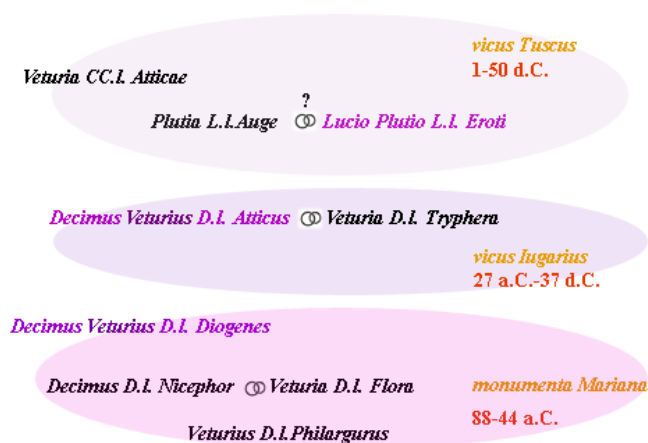 vicus Tuscus
1-50 d.C.
Veturia CC.l. Atticae
?
Plutia L.l.Auge Lucio Plutio L.l. Eroti
Decimus Veturius D.l. Atticus Veturia D.l. Tryphera
vicus Iugarius
27 a.C.-37 d.C.
Decimus Veturius D.l. Diogenes
Decimus D.l. Nicephor Veturia D.l. Flora
monumenta Mariana
88-44 a.C.
Veturius D.l.Philargurus